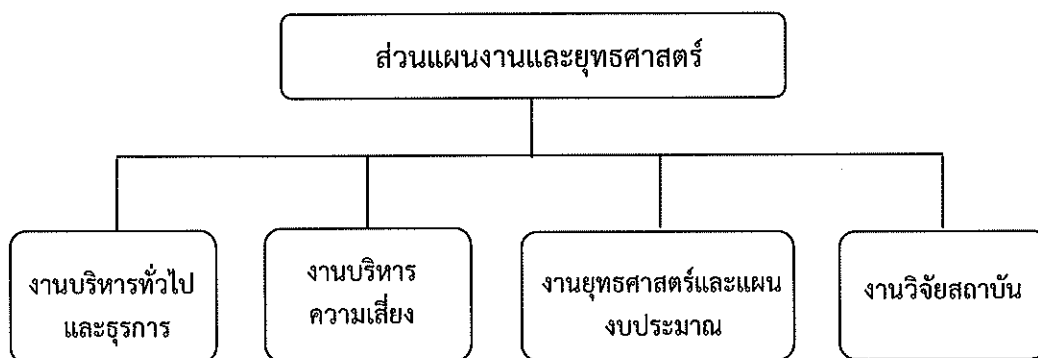 ส่วนแผนงานและยุทธศาสตร์
งานบริหารทั่วไป
และธุรการ
งานบริหาร
ความเสี่ยง
งานยุทธศาสตร์และแผน
งบประมาณ
งานวิจัยสถาบัน